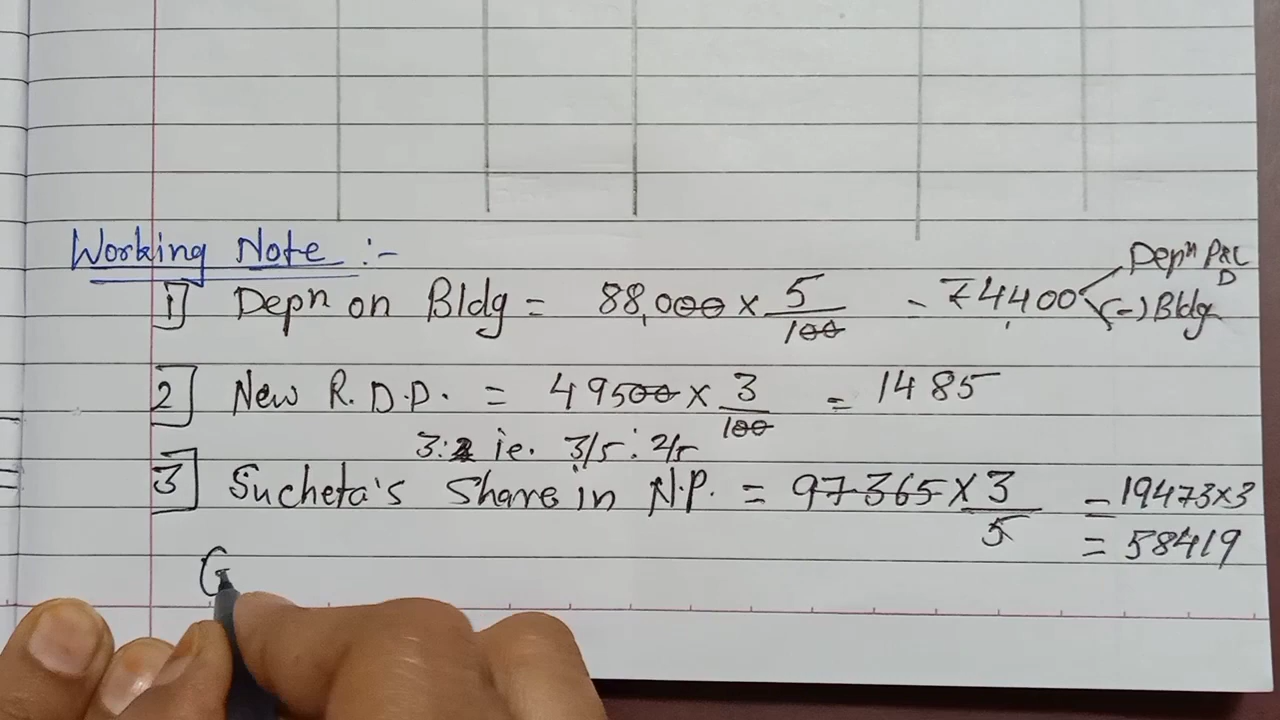 Working Note :-
Depn P&L
D
1] Depn on Bldg = 88,000 × 5/100 = ₹4400 (-) Bldg
2] New R.D.D. = 49500 × 3/100 = 1485
3:2 ie. 3/5 : 2/5
3] Sucheta's Share in N.P. = 97365 × 3/5 = 19473×3
= 58419
G